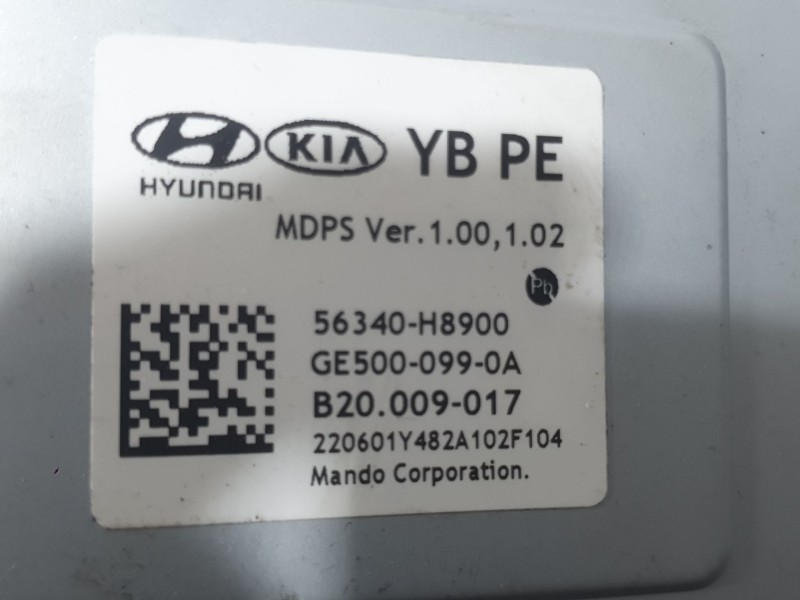 KIA YB PE
HYUNDAI
MDPS Ver.1.00,1.02
Pb
56340-H8900
GE500-099-0A
B20.009-017
220601Y482A102F104
Mando Corporation.